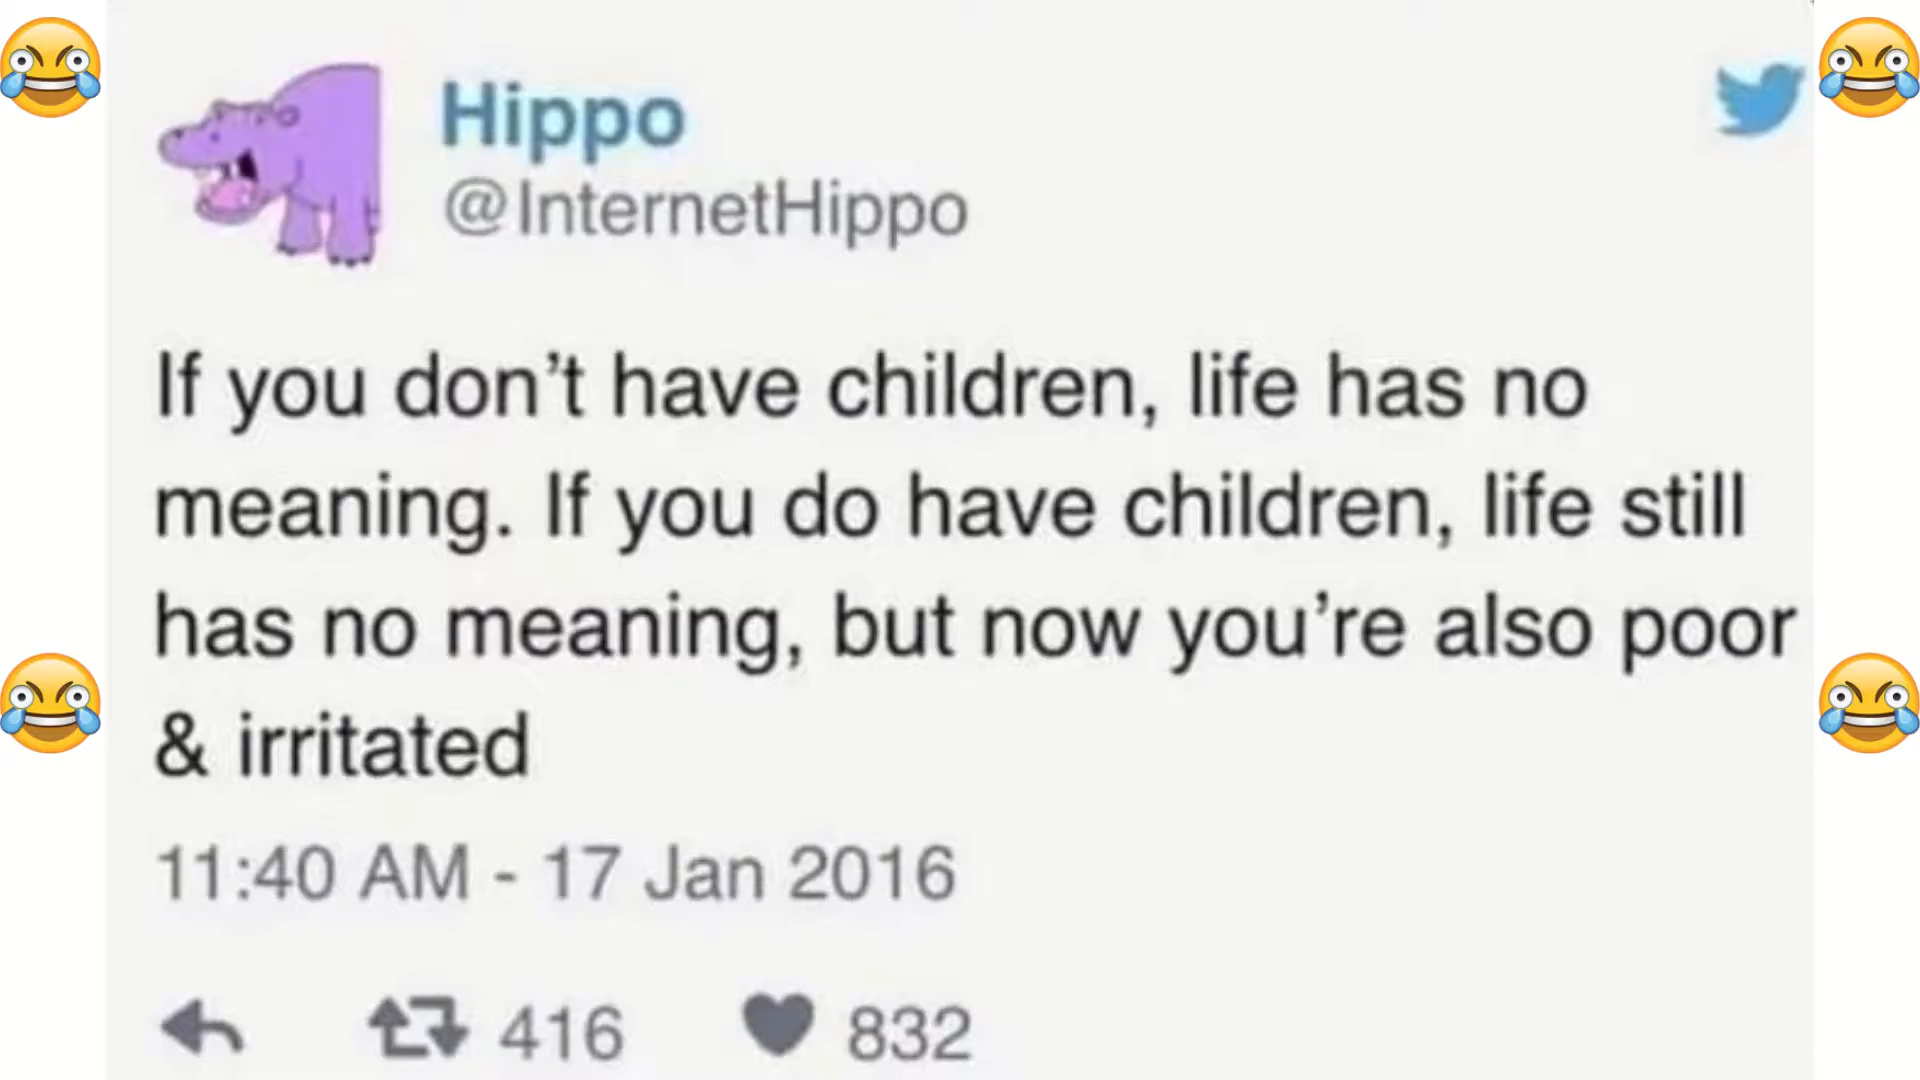 Hippo
@InternetHippo
If you don't have children, life has no
meaning. If you do have children, life still
has no meaning, but now you're also poor
& irritated
11:40 AM - 17 Jan 2016
416 832